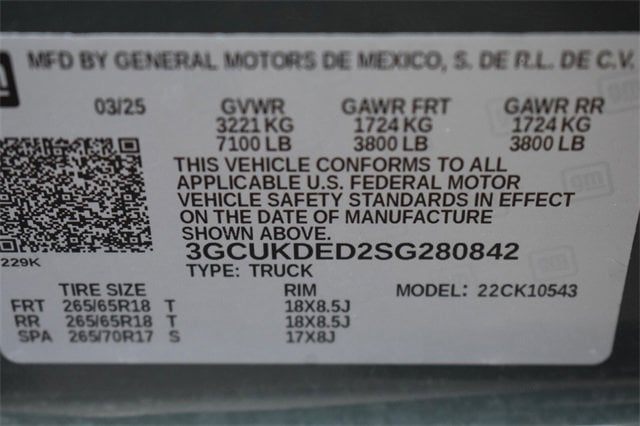 MFD BY GENERAL MOTORS DE MEXICO, S. DE R.L. DE C.V.
03/25 GVWR GAWR FRT GAWR RR
3221 KG 1724 KG 1724 KG
7100 LB 3800 LB 3800 LB
THIS VEHICLE CONFORMS TO ALL
APPLICABLE U.S. FEDERAL MOTOR
VEHICLE SAFETY STANDARDS IN EFFECT
ON THE DATE OF MANUFACTURE
SHOWN ABOVE.
3GCUKDED2SG280842
229K TYPE: TRUCK
TIRE SIZE RIM MODEL: 22CK10543
FRT 265/65R18 T 18X8.5J
RR 265/65R18 T 18X8.5J
SPA 265/70R17 S 17X8J